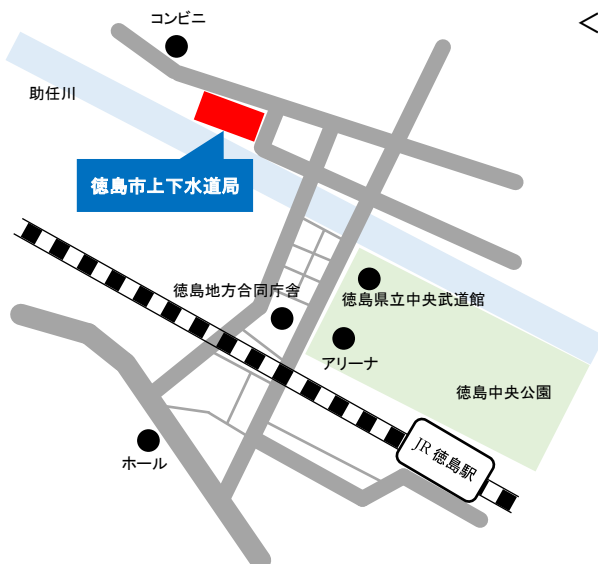 コンビニ
助任川
徳島市上下水道局
徳島地方合同庁舎
徳島県立中央武道館
アリーナ
徳島中央公園
ホール
JR 徳島駅